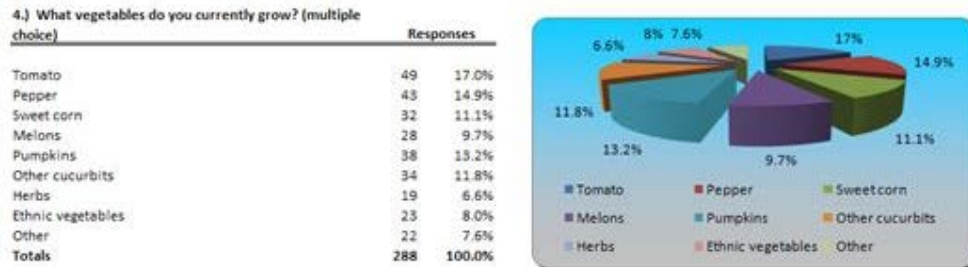 4.) What vegetables do you currently grow? (multiple
choice) Responses
Tomato 49 17.0%
Pepper 43 14.9%
Sweet corn 32 11.1%
Melons 28 9.7%
Pumpkins 38 13.2%
Other cucurbits 34 11.8%
Herbs 19 6.6%
Ethnic vegetables 23 8.0%
Other 22 7.6%
Totals 288 100.0%
6.6% 8% 7.6% 17%
14.9%
11.8%
11.1%
13.2%
9.7%
Tomato Pepper Sweet corn
Melons Pumpkins Other cucurbits
Herbs Ethnic vegetables Other